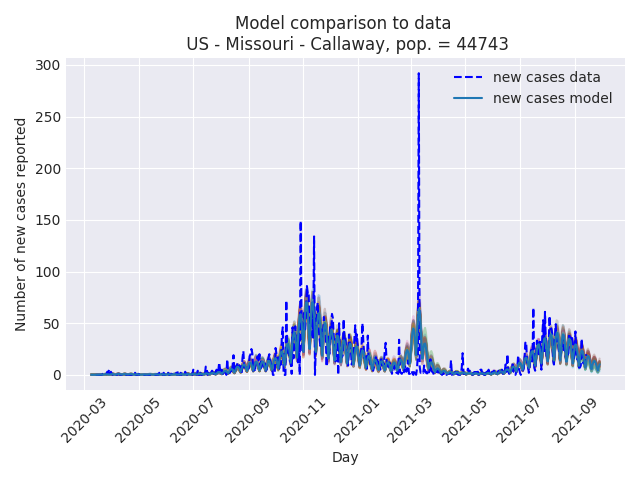 Model comparison to data
US - Missouri - Callaway, pop. = 44743
new cases data
new cases model
Number of new cases reported
300
250
200
150
100
50
0
2020-03
2020-05
2020-07
2020-09
2020-11
2021-01
2021-03
2021-05
2021-07
2021-09
Day